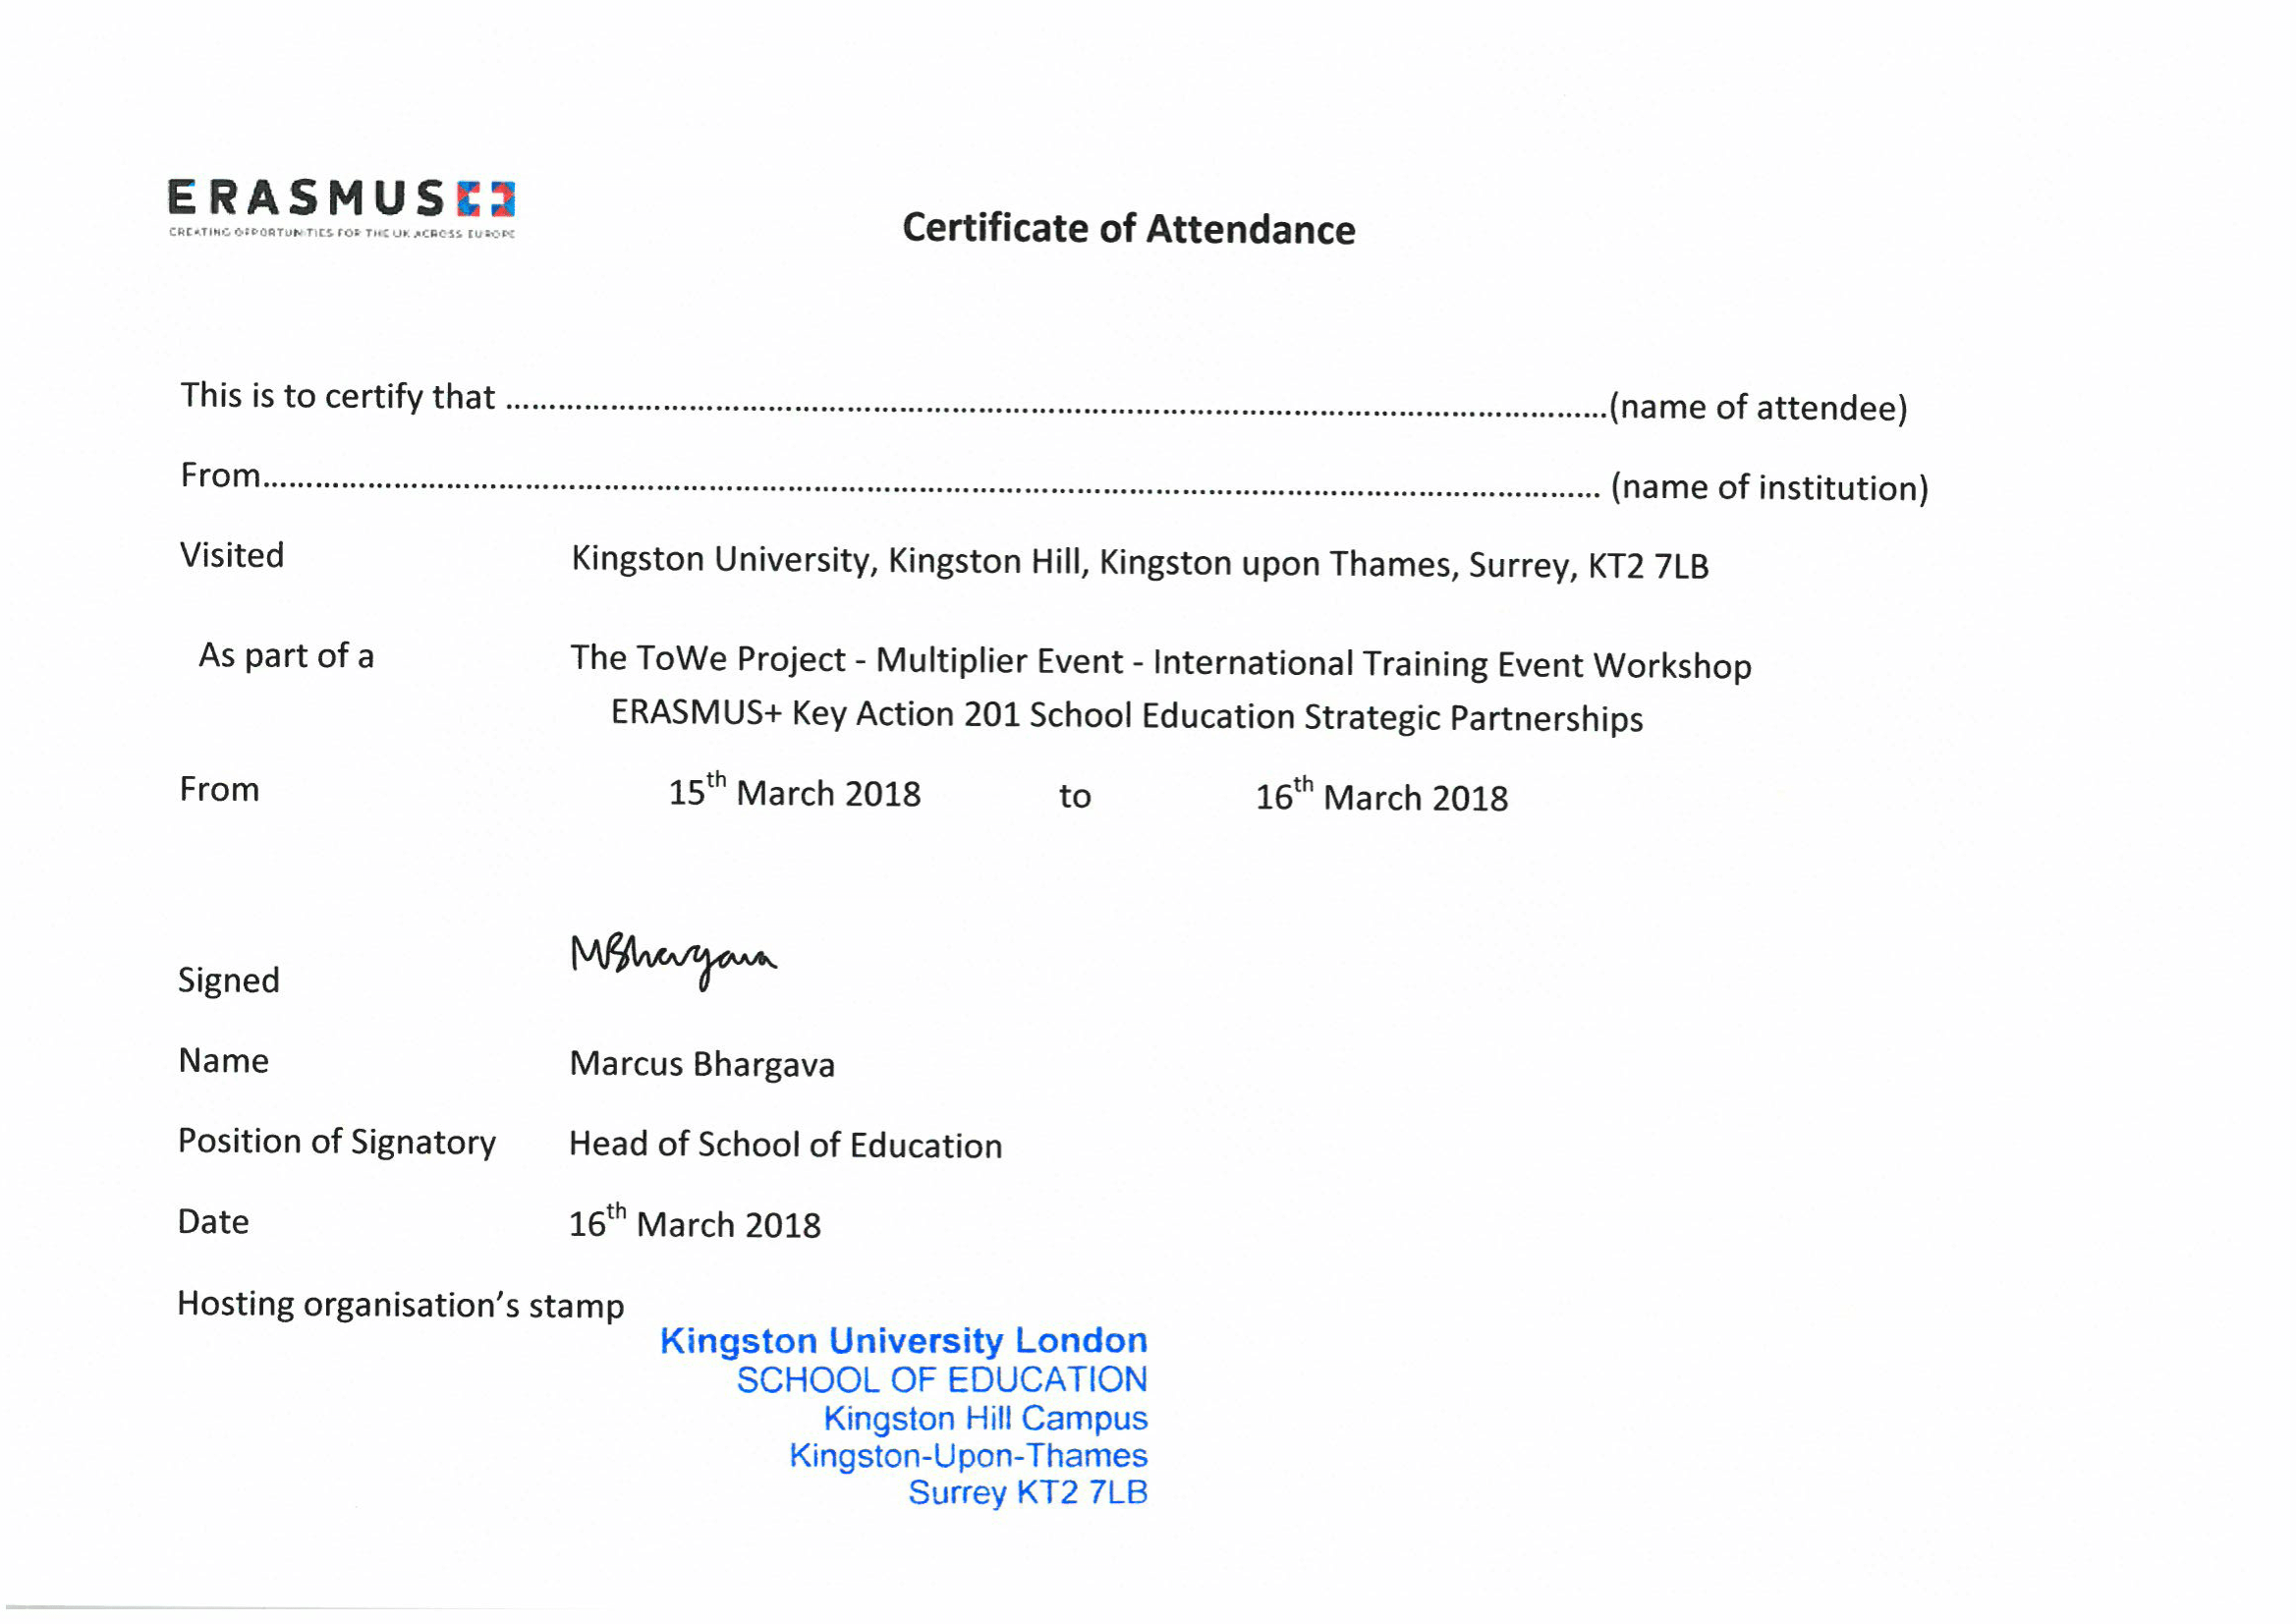 ERASMUS
CREATING OPPORTUNITIES FOR THE UK ACROSS EUROPE
Certificate of Attendance
This is to certify that ........................................................................................................................(name of attendee)
From.................................................................................................................................................. (name of institution)
Visited Kingston University, Kingston Hill, Kingston upon Thames, Surrey, KT2 7LB
As part of a The ToWe Project - Multiplier Event - International Training Event Workshop
ERASMUS+ Key Action 201 School Education Strategic Partnerships
From 15th March 2018 to 16th March 2018
Signed MBhargava
Name Marcus Bhargava
Position of Signatory Head of School of Education
Date 16th March 2018
Hosting organisation's stamp
Kingston University London
SCHOOL OF EDUCATION
Kingston Hill Campus
Kingston-Upon-Thames
Surrey KT2 7LB